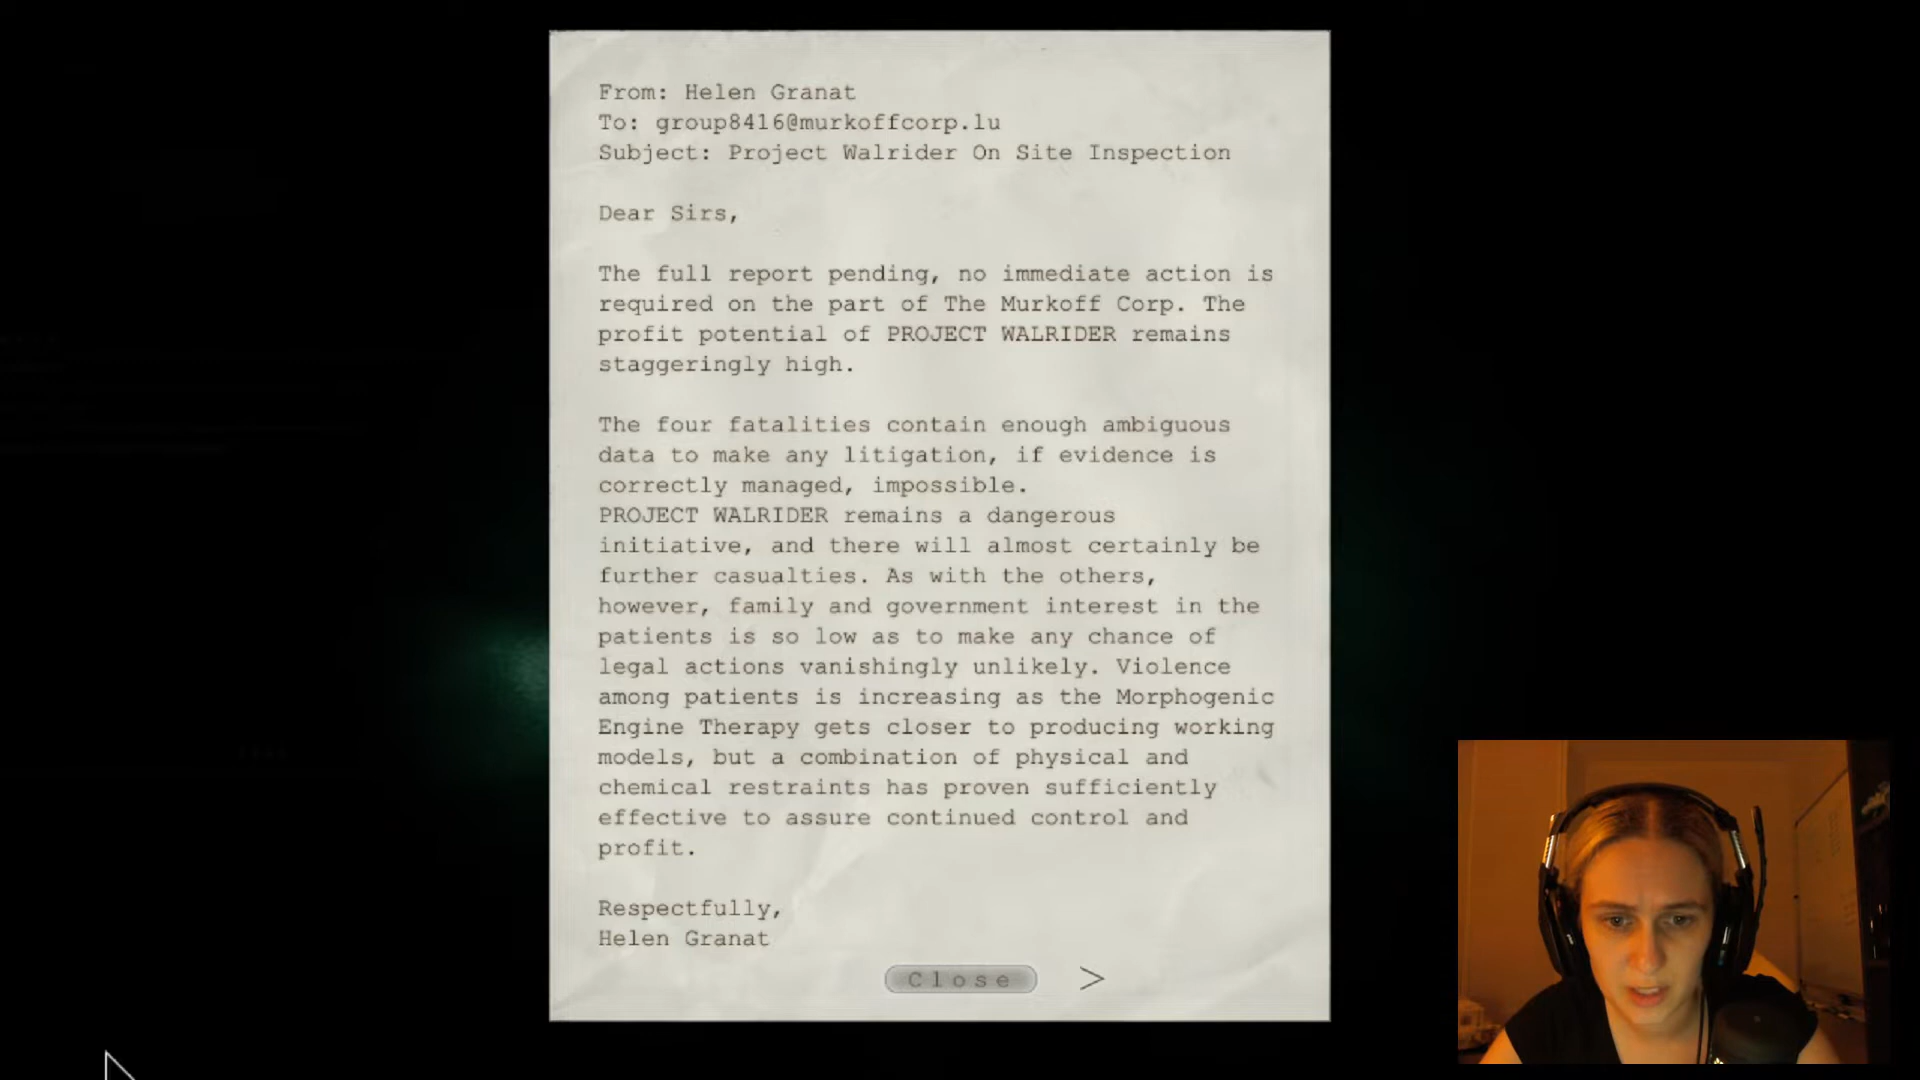 From: Helen Granat
To: group8416@murkoffcorp.lu
Subject: Project Walrider On Site Inspection
Dear Sirs,
The full report pending, no immediate action is
required on the part of The Murkoff Corp. The
profit potential of PROJECT WALRIDER remains
staggeringly high.
The four fatalities contain enough ambiguous
data to make any litigation, if evidence is
correctly managed, impossible.
PROJECT WALRIDER remains a dangerous
initiative, and there will almost certainly be
further casualties. As with the others,
however, family and government interest in the
patients is so low as to make any chance of
legal actions vanishingly unlikely. Violence
among patients is increasing as the Morphogenic
Engine Therapy gets closer to producing working
models, but a combination of physical and
chemical restraints has proven sufficiently
effective to assure continued control and
profit.
Respectfully,
Helen Granat
Close >